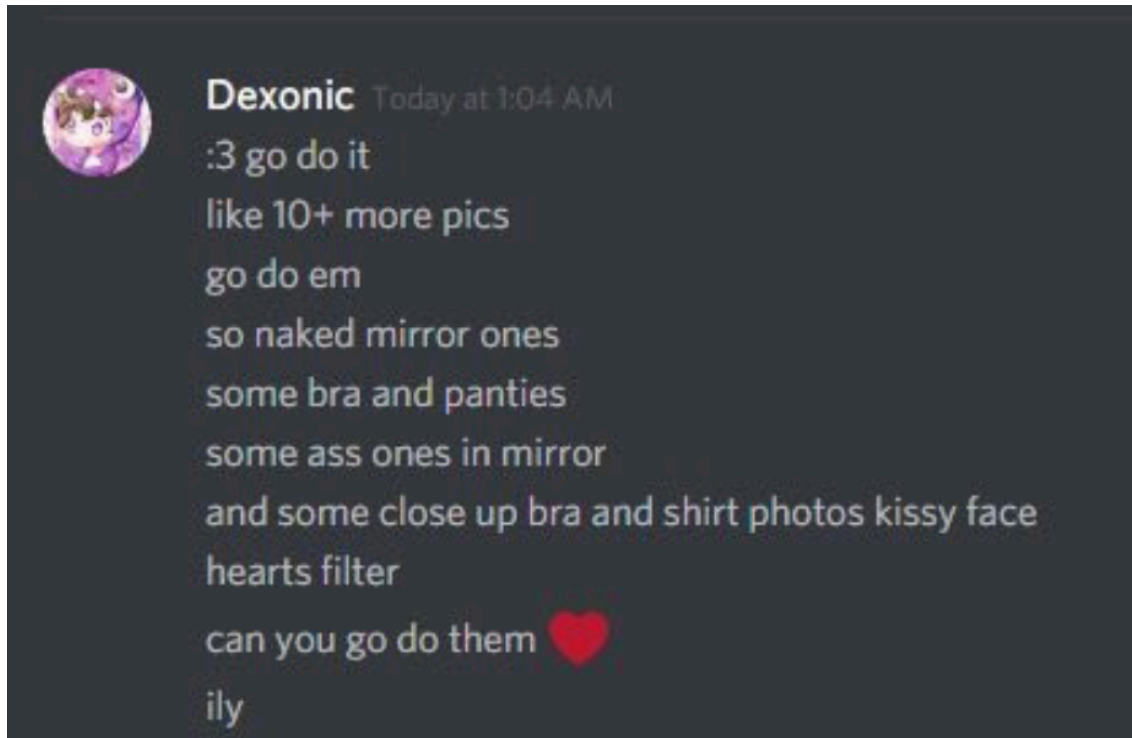 Dexonic Today at 1:04 AM
:3 go do it
like 10+ more pics
go do em
so naked mirror ones
some bra and panties
some ass ones in mirror
and some close up bra and shirt photos kissy face
hearts filter
can you go do them ❤️
ily